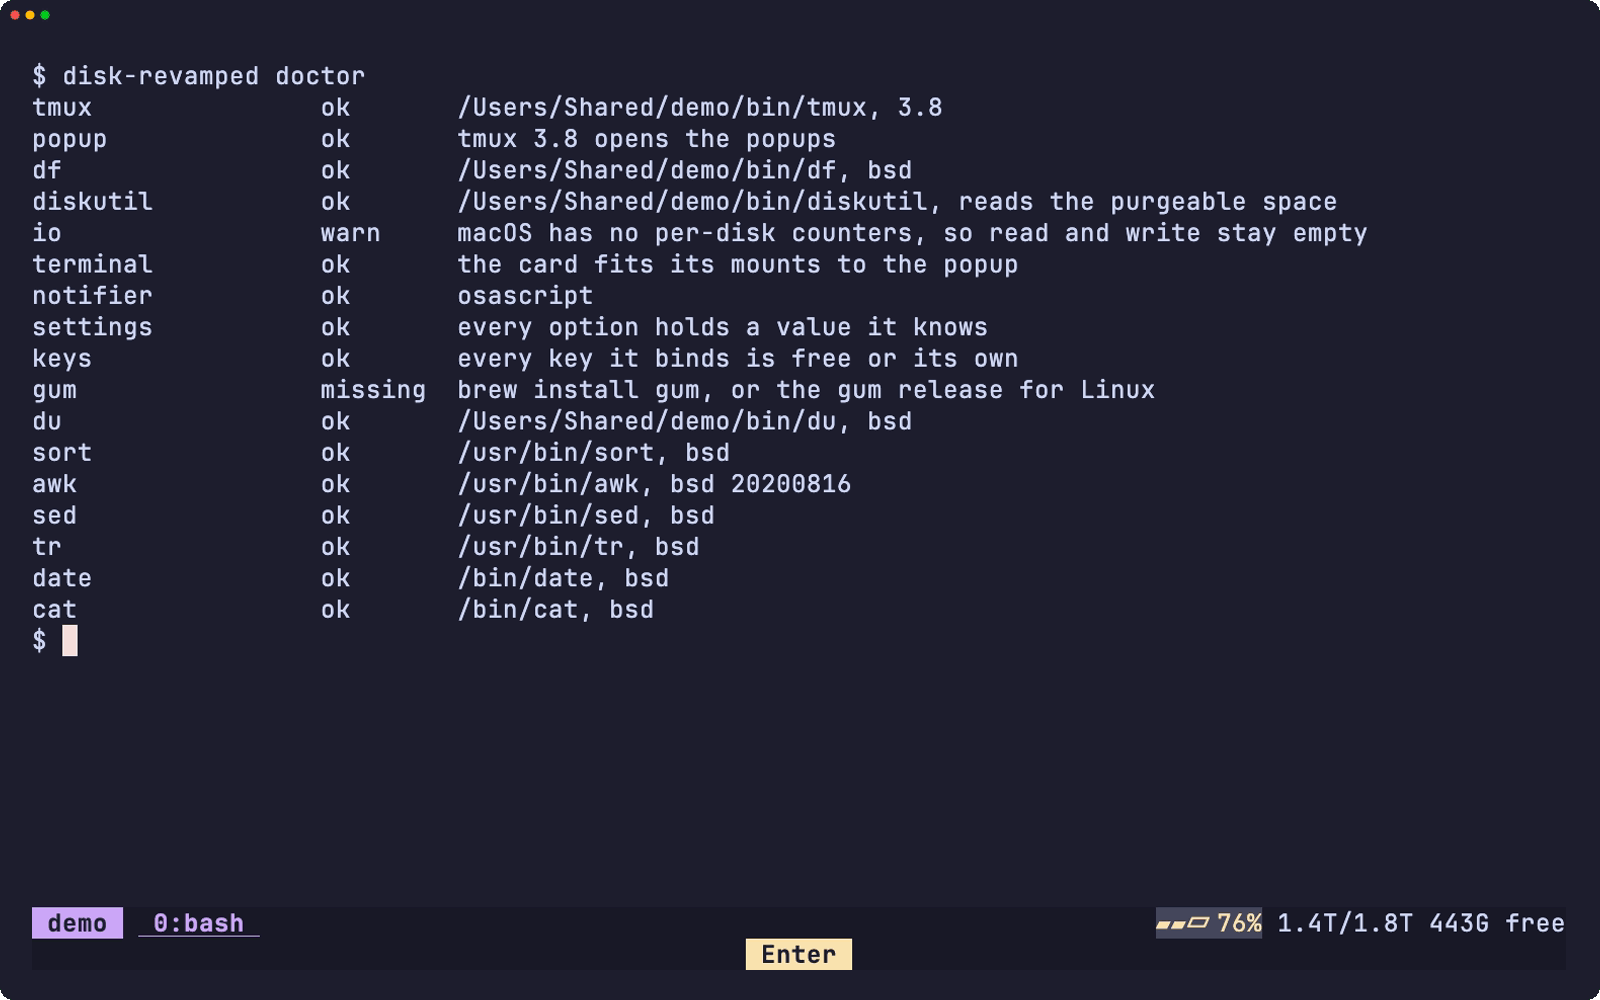 $ disk-revamped doctor
tmux ok /Users/Shared/demo/bin/tmux, 3.8
popup ok tmux 3.8 opens the popups
df ok /Users/Shared/demo/bin/df, bsd
diskutil ok /Users/Shared/demo/bin/diskutil, reads the purgeable space
io warn macOS has no per-disk counters, so read and write stay empty
terminal ok the card fits its mounts to the popup
notifier ok osascript
settings ok every option holds a value it knows
keys ok every key it binds is free or its own
gum missing brew install gum, or the gum release for Linux
du ok /Users/Shared/demo/bin/du, bsd
sort ok /usr/bin/sort, bsd
awk ok /usr/bin/awk, bsd 20200816
sed ok /usr/bin/sed, bsd
tr ok /usr/bin/tr, bsd
date ok /bin/date, bsd
cat ok /bin/cat, bsd
$
demo 0:bash 76% 1.4T/1.8T 443G free
Enter